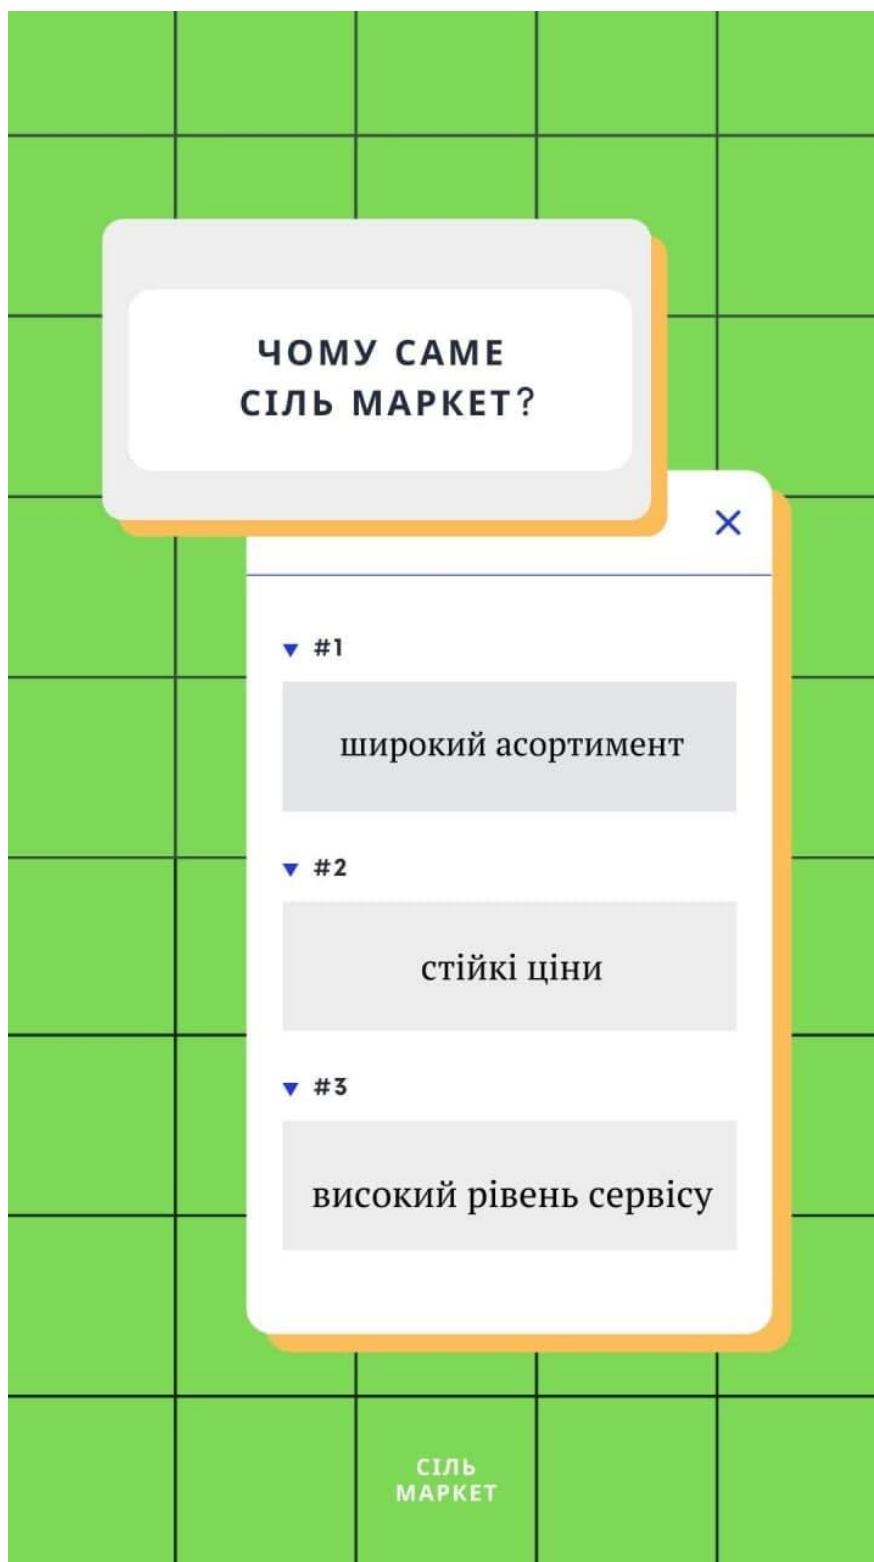 ЧОМУ САМЕ
СІЛЬ МАРКЕТ?
#1
широкий асортимент
#2
стійкі ціни
#3
високий рівень сервісу
СІЛЬ
МАРКЕТ